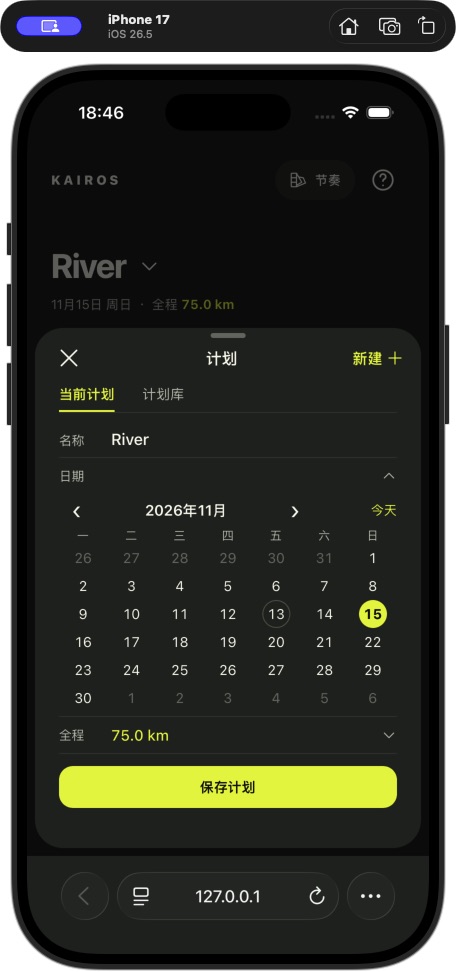 iPhone 17
iOS 26.5
18:46
KAIROS
节奏
River
11月15日 周日 · 全程 75.0 km
计划
新建
当前计划 计划库
名称 River
日期
2026年11月 今天
一 二 三 四 五 六 日
26 27 28 29 30 31 1
2 3 4 5 6 7 8
9 10 11 12 13 14 15
16 17 18 19 20 21 22
23 24 25 26 27 28 29
30 1 2 3 4 5 6
全程 75.0 km
保存计划
127.0.0.1